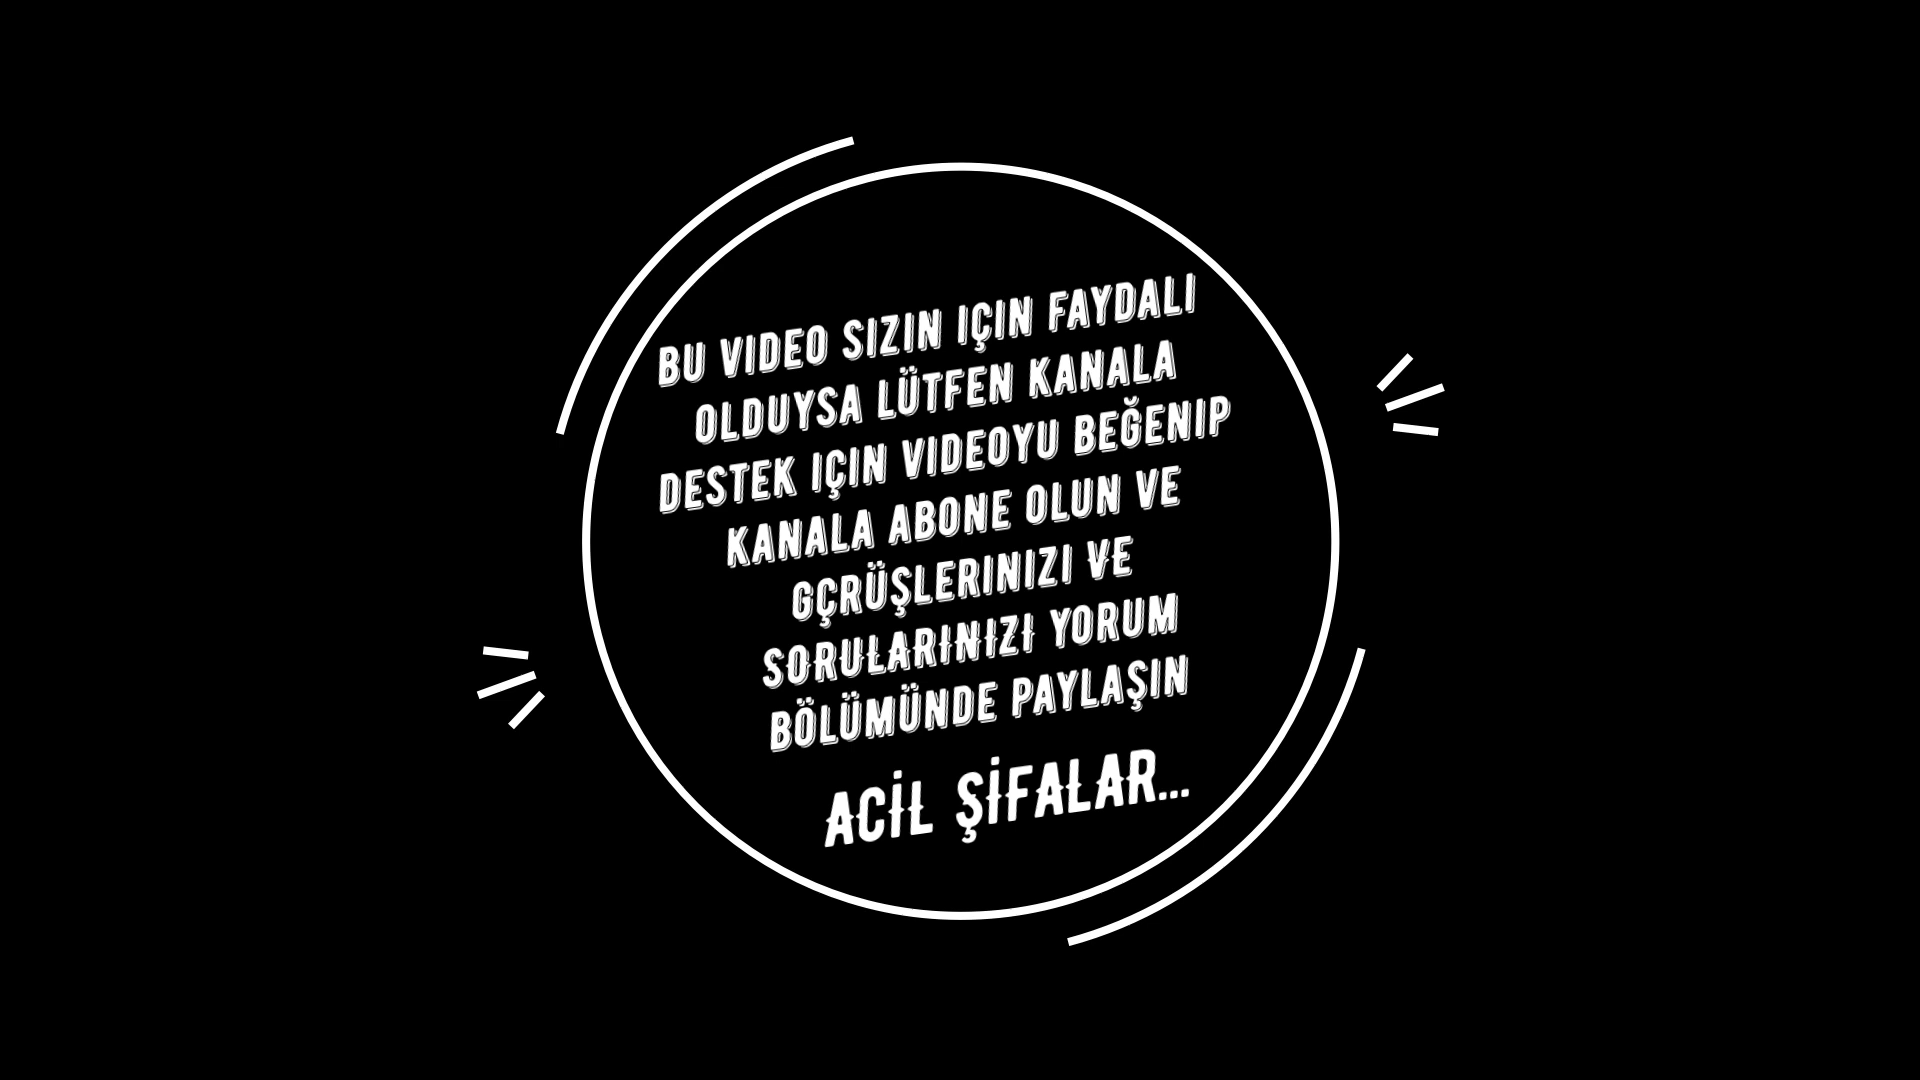 BU VIDEO SIZIN IÇIN FAYDALI
OLDUYSA LÜTFEN KANALA
DESTEK IÇIN VIDEOYU BEĞENIP
KANALA ABONE OLUN VE
GÇRÜŞLERINIZI VE
SORULARINIZI YORUM
BÖLÜMÜNDE PAYLAŞIN
ACİL ŞİFALAR...